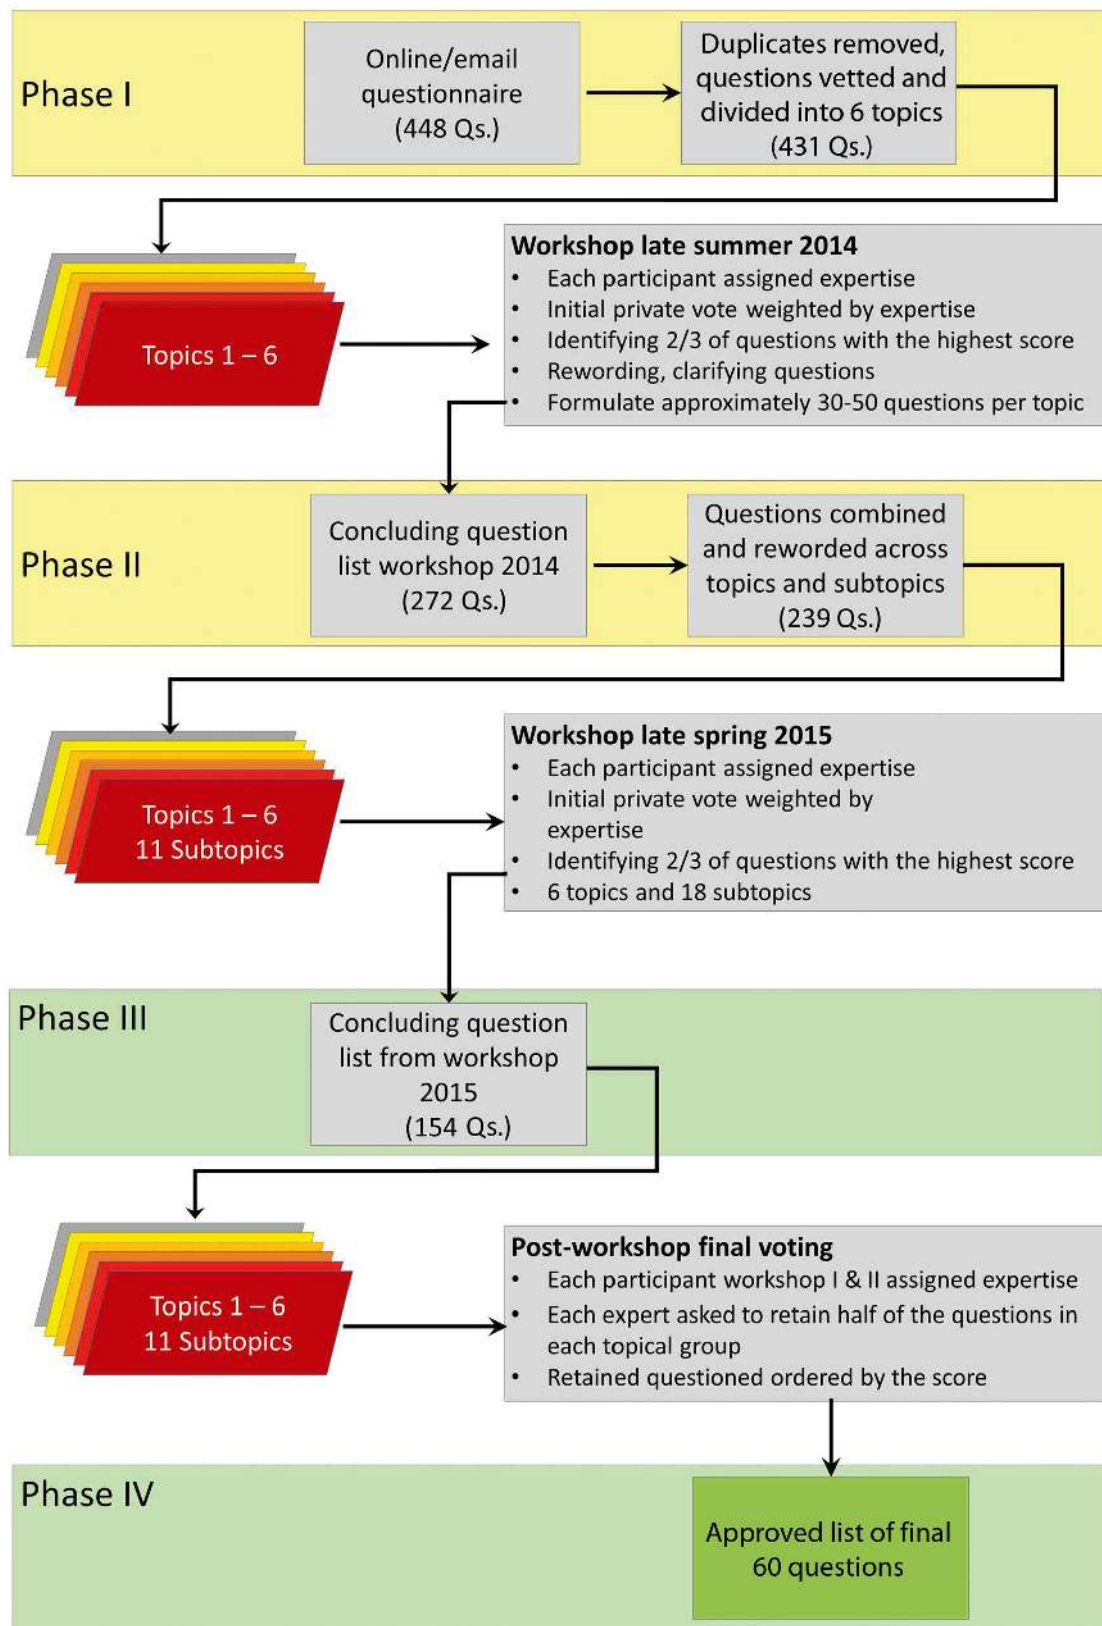 Phase I
Online/email
questionnaire
(448 Qs.)
Duplicates removed,
questions vetted and
divided into 6 topics
(431 Qs.)
Topics 1 – 6
Workshop late summer 2014
• Each participant assigned expertise
• Initial private vote weighted by expertise
• Identifying 2/3 of questions with the highest score
• Rewording, clarifying questions
• Formulate approximately 30-50 questions per topic
Phase II
Concluding question
list workshop 2014
(272 Qs.)
Questions combined
and reworded across
topics and subtopics
(239 Qs.)
Topics 1 – 6
11 Subtopics
Workshop late spring 2015
• Each participant assigned expertise
• Initial private vote weighted by
expertise
• Identifying 2/3 of questions with the highest score
• 6 topics and 18 subtopics
Phase III
Concluding question
list from workshop
2015
(154 Qs.)
Topics 1 – 6
11 Subtopics
Post-workshop final voting
• Each participant workshop I & II assigned expertise
• Each expert asked to retain half of the questions in
each topical group
• Retained questioned ordered by the score
Phase IV
Approved list of final
60 questions